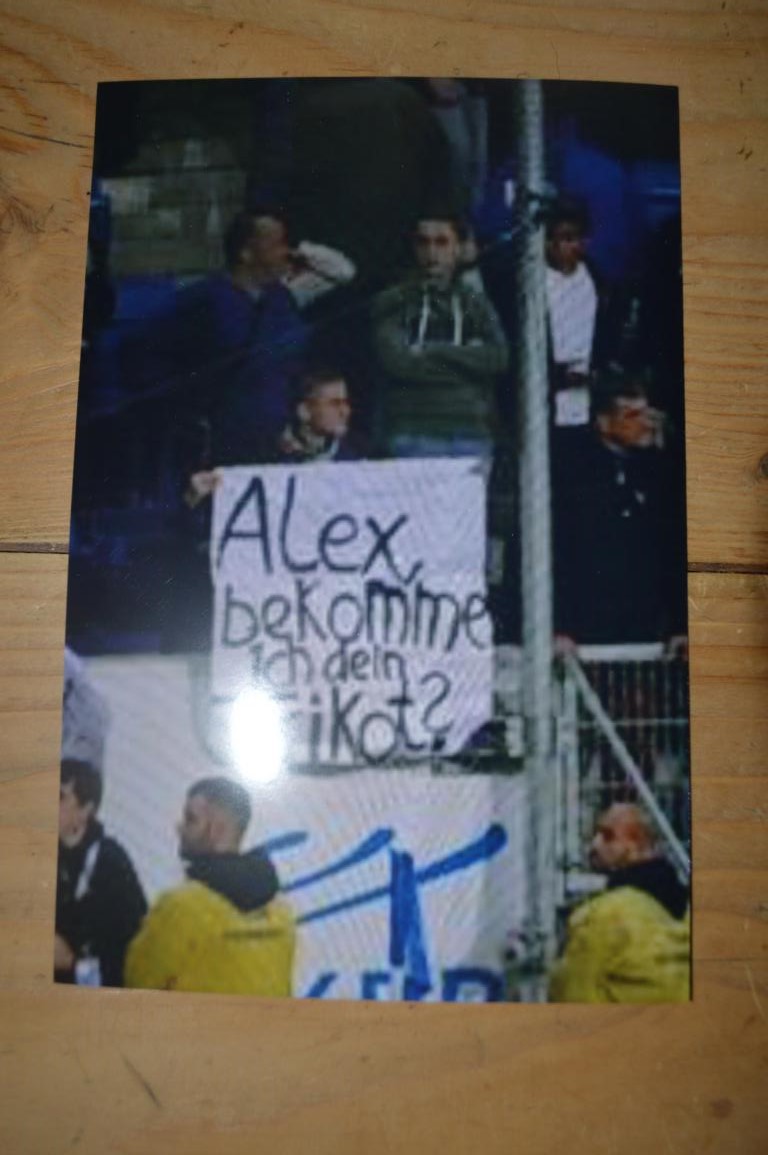 Alex,
bekomme
ich dein
Trikot?